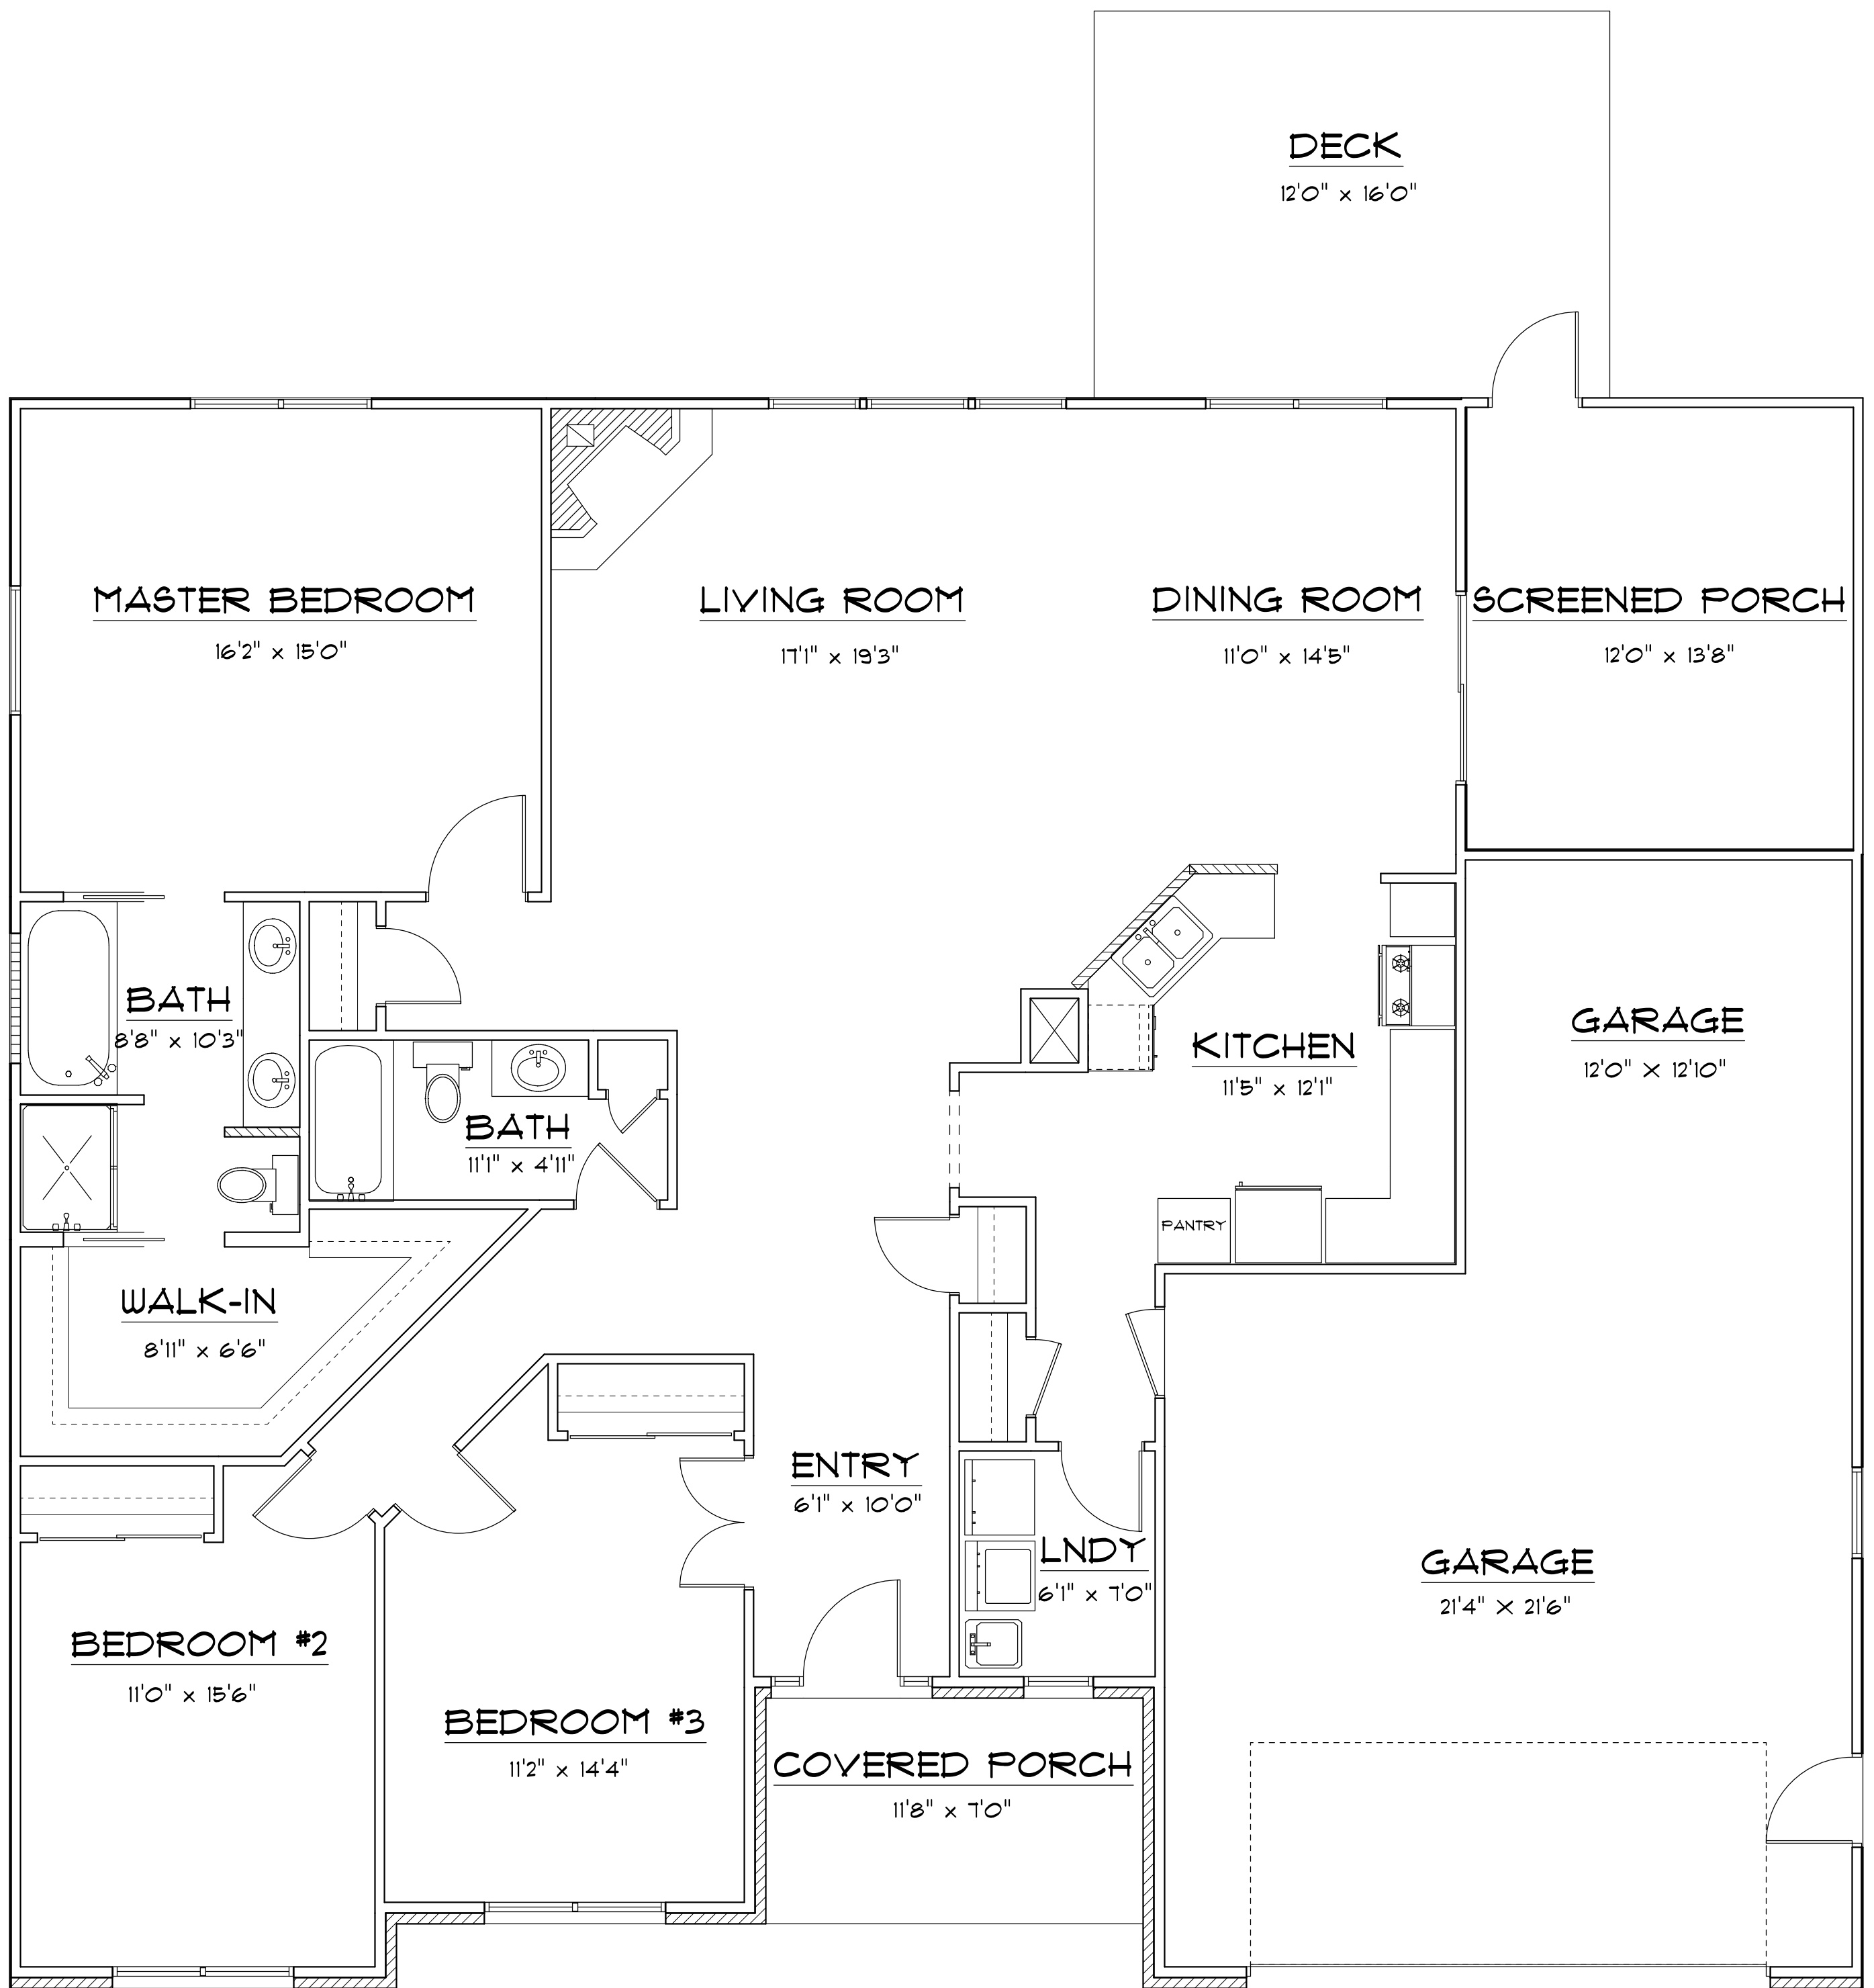 DECK
12'0" x 16'0"
MASTER BEDROOM
16'2" x 15'0"
LIVING ROOM
17'1" x 19'3"
DINING ROOM
11'0" x 14'5"
SCREENED PORCH
12'0" x 13'8"
BATH
8'8" x 10'3"
GARAGE
12'0" x 12'10"
KITCHEN
11'5" x 12'1"
BATH
11'1" x 4'11"
PANTRY
WALK-IN
8'11" x 6'6"
ENTRY
6'1" x 10'0"
LNDY
6'1" x 7'0"
GARAGE
21'4" x 21'6"
BEDROOM #2
11'0" x 15'6"
BEDROOM #3
11'2" x 14'4"
COVERED PORCH
11'8" x 7'0"